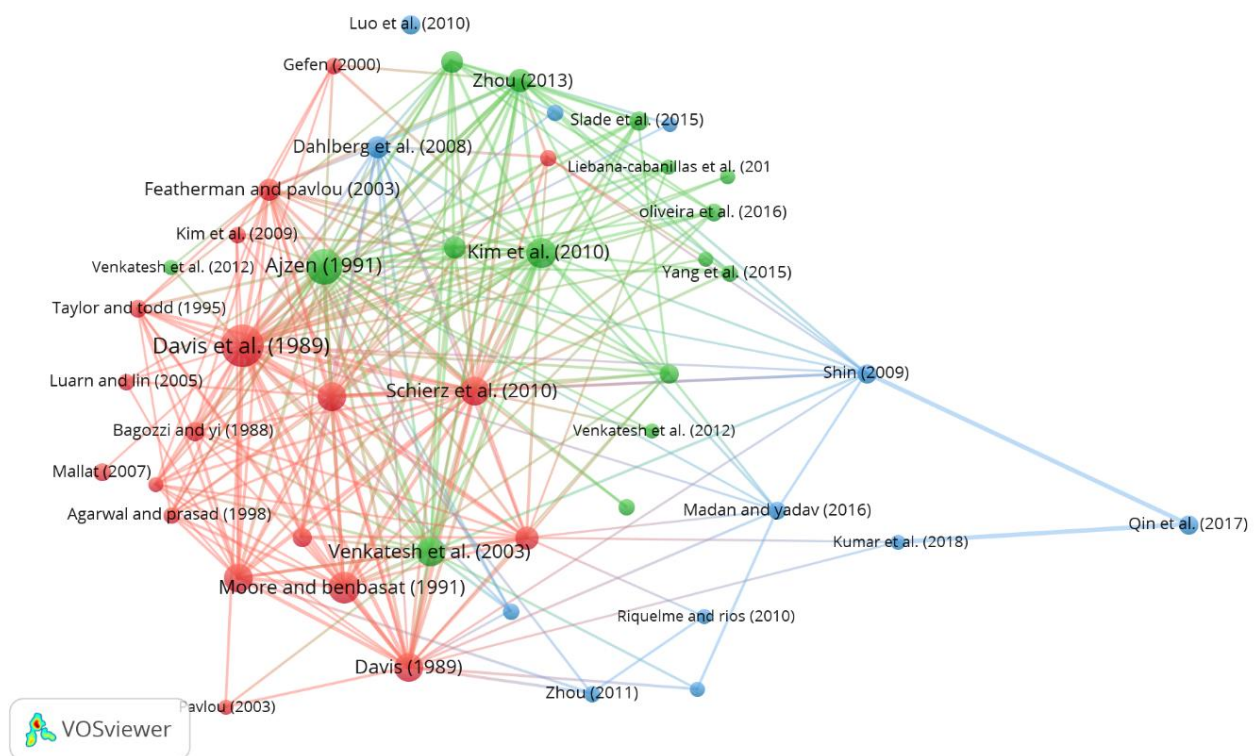 Luo et al. (2010)
Gefen (2000)
Zhou (2013)
Slade et al. (2015)
Dahlberg et al. (2008)
Liebana-cabanillas et al. (201
Featherman and pavlou (2003)
oliveira et al. (2016)
Kim et al. (2009)
Kim et al. (2010)
Ajzen (1991)
Venkatesh et al. (2012)
Yang et al. (2015)
Taylor and todd (1995)
Davis et al. (1989)
Shin (2009)
Luarn and lin (2005)
Schierz et al. (2010)
Bagozzi and yi (1988)
Venkatesh et al. (2012)
Mallat (2007)
Agarwal and prasad (1998)
Madan and yadav (2016)
Qin et al. (2017)
Kumar et al. (2018)
Venkatesh et al. (2003)
Moore and benbasat (1991)
Riquelme and rios (2010)
Davis (1989)
Zhou (2011)
Pavlou (2003)
VOSviewer